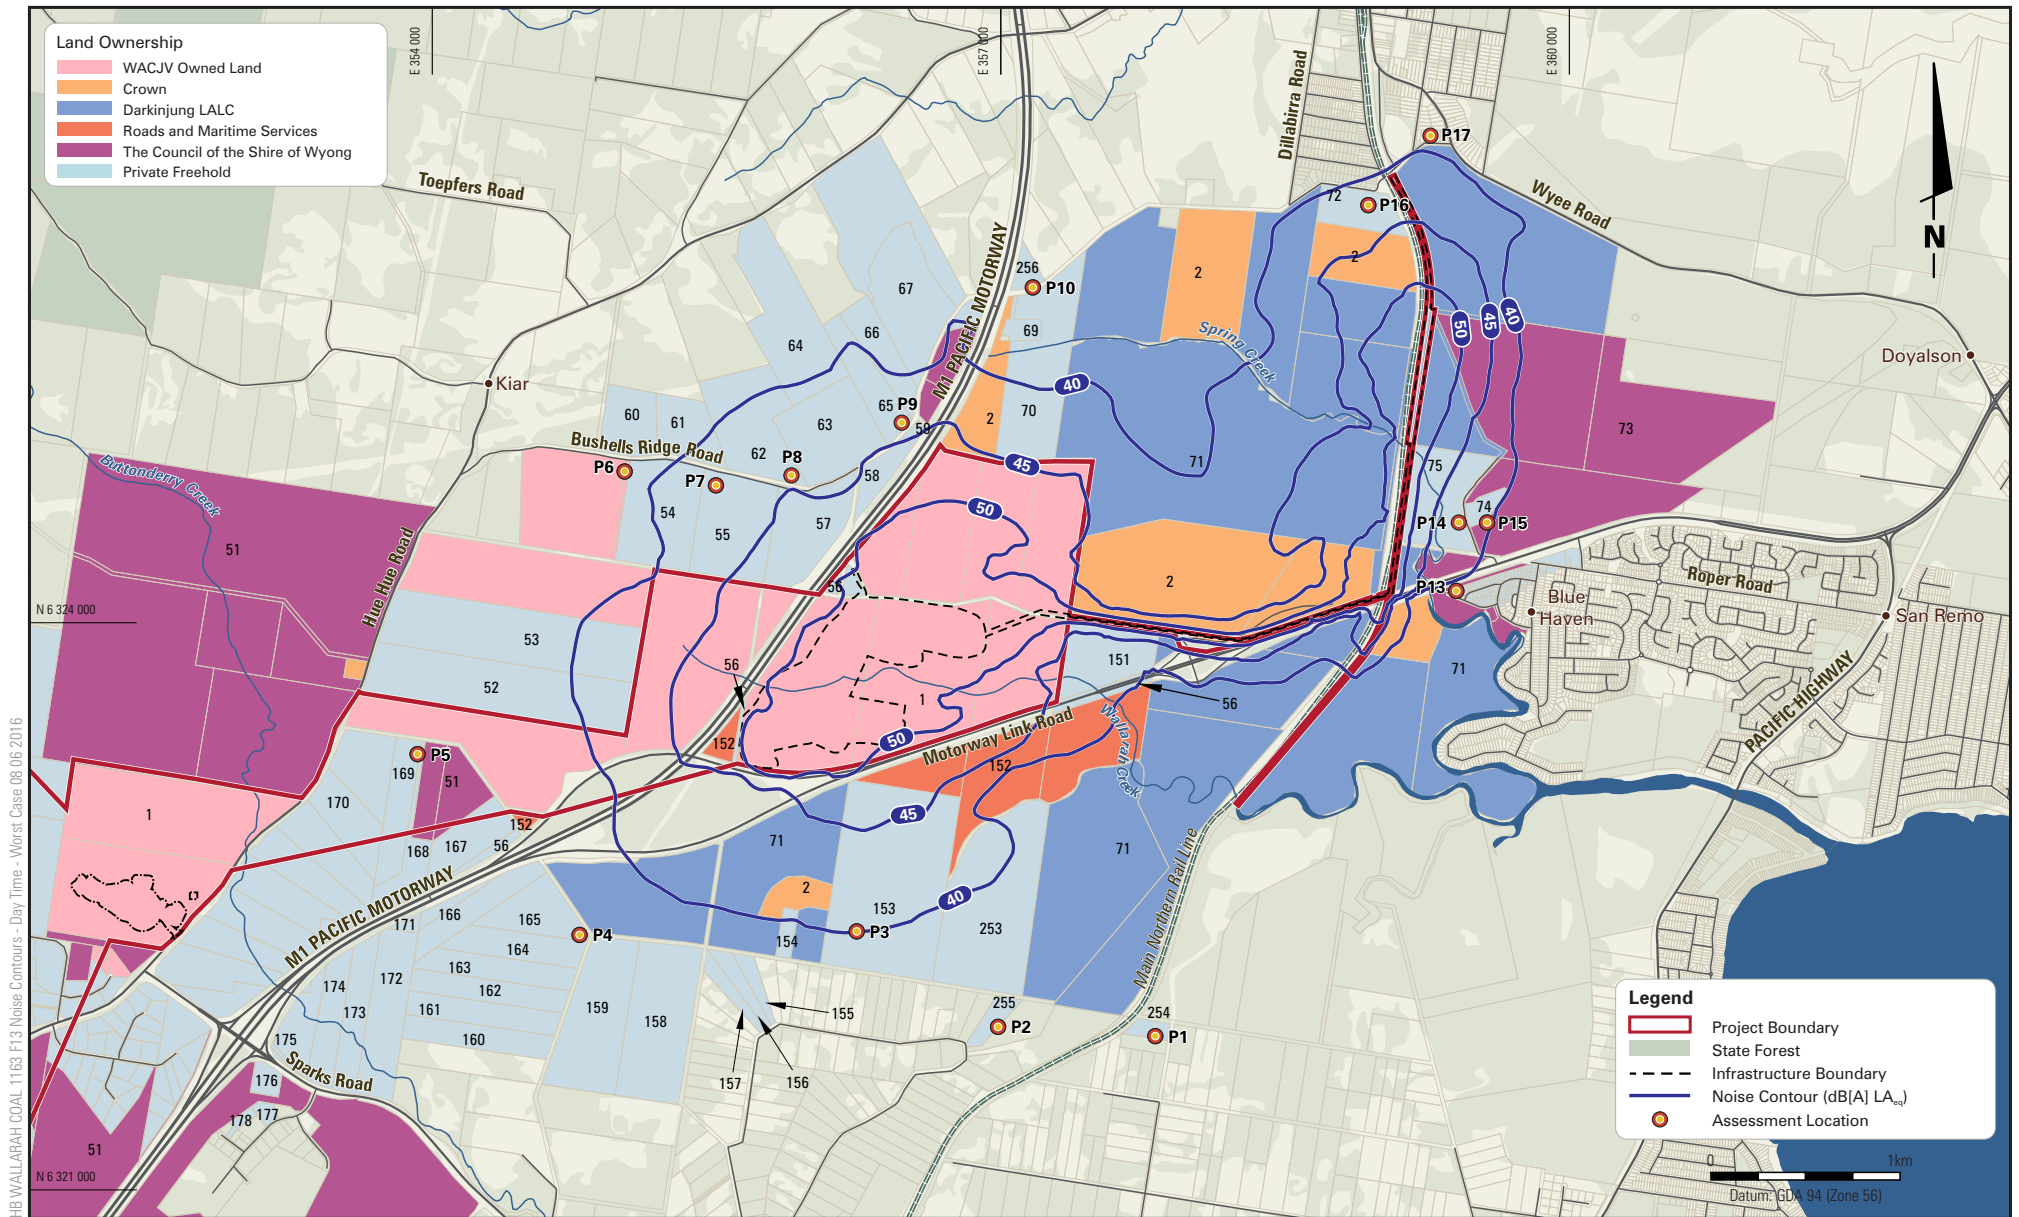 Land Ownership
WACJV Owned Land
Crown
Darkinjung LALC
Roads and Maritime Services
The Council of the Shire of Wyong
Private Freehold
E 354 000
E 357 000
E 360 000
Toepfers Road
Dillabirra Road
Wyee Road
M1 PACIFIC MOTORWAY
N
P17
72
P16
2
2
256
P10
67
69
66
64
Spring Creek
50
45
40
Doyalson
Kiar
40
60
61
65
P9
59
2
70
63
73
Bushells Ridge Road
62
P8
P6
P7
58
45
71
75
Buttonderry Creek
54
55
57
50
74
P14
P15
51
Hue Hue Road
56
2
P13
Blue
Haven
Roper Road
San Remo
N 6 324 000
53
52
56
1
151
56
71
PACIFIC HIGHWAY
152
50
Motorway Link Road
152
Wallarah Creek
P5
169
51
170
1
152
45
168
167
56
71
71
Main Northern Rail Line
M1 PACIFIC MOTORWAY
2
40
153
166
165
171
P4
P3
154
253
164
163
172
162
174
161
173
159
158
155
255
P2
254
P1
175
160
157
156
Sparks Road
176
177
178
51
N 6 321 000
Legend
Project Boundary
State Forest
Infrastructure Boundary
Noise Contour (dB[A] LAeq)
Assessment Location
0
1km
Datum: GDA 94 (Zone 56)
HB WALLARAH COAL 1163 F13 Noise Contours - Day Time - Worst Case 08 06 2016